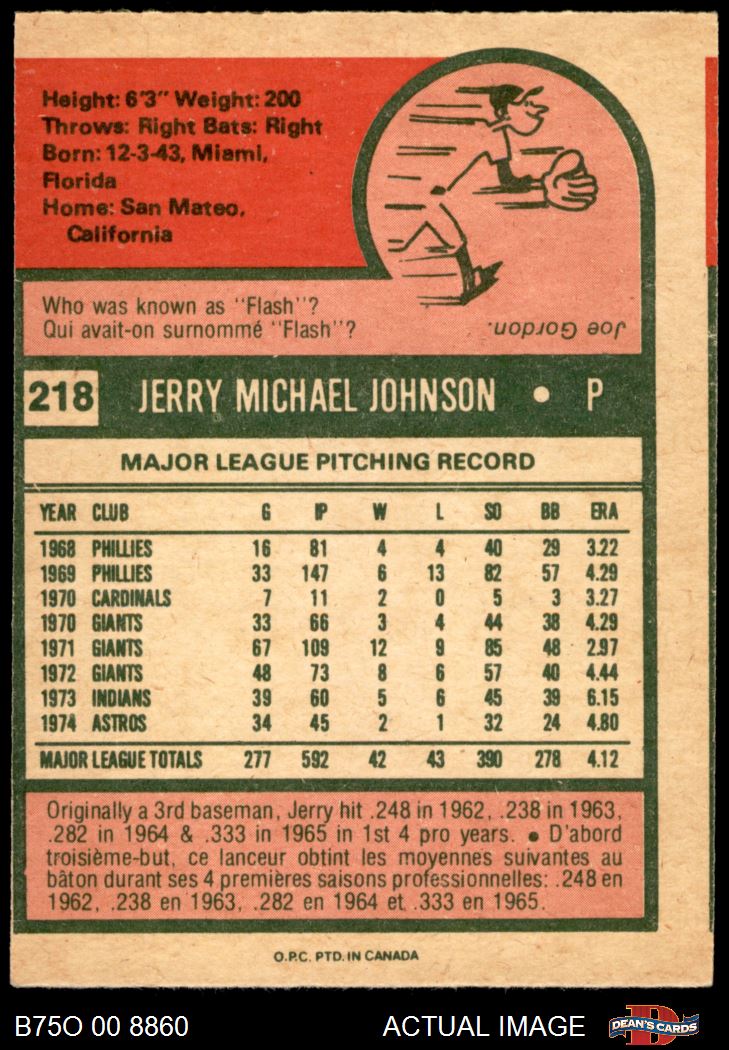 Height: 6'3" Weight: 200
Throws: Right Bats: Right
Born: 12-3-43, Miami,
Florida
Home: San Mateo,
California
Who was known as "Flash"?
Qui avait-on surnommé "Flash"?
Joe Gordon.
218 JERRY MICHAEL JOHNSON • P
MAJOR LEAGUE PITCHING RECORD
YEAR CLUB G IP W L SO BB ERA
1968 PHILLIES 16 81 4 4 40 29 3.22
1969 PHILLIES 33 147 6 13 82 57 4.29
1970 CARDINALS 7 11 2 0 5 3 3.27
1970 GIANTS 33 66 3 4 44 38 4.29
1971 GIANTS 67 109 12 9 85 48 2.97
1972 GIANTS 48 73 8 6 57 40 4.44
1973 INDIANS 39 60 5 6 45 39 6.15
1974 ASTROS 34 45 2 1 32 24 4.80
MAJOR LEAGUE TOTALS 277 592 42 43 390 278 4.12
Originally a 3rd baseman, Jerry hit .248 in 1962, .238 in 1963,
.282 in 1964 & .333 in 1965 in 1st 4 pro years. • D'abord
troisième-but, ce lanceur obtint les moyennes suivantes au
bâton durant ses 4 premières saisons professionnelles: .248 en
1962, .238 en 1963, .282 en 1964 et .333 en 1965.
O.P.C. PTD. IN CANADA
B75O 00 8860 ACTUAL IMAGE DEAN'S CARDS